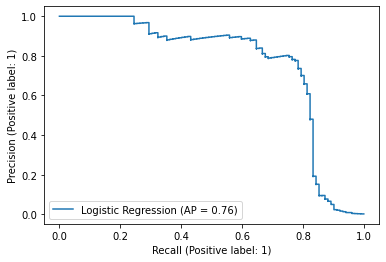 Precision (Positive label: 1)
1.0
0.8
0.6
0.4
0.2
0.0
Logistic Regression (AP = 0.76)
0.0 0.2 0.4 0.6 0.8 1.0
Recall (Positive label: 1)